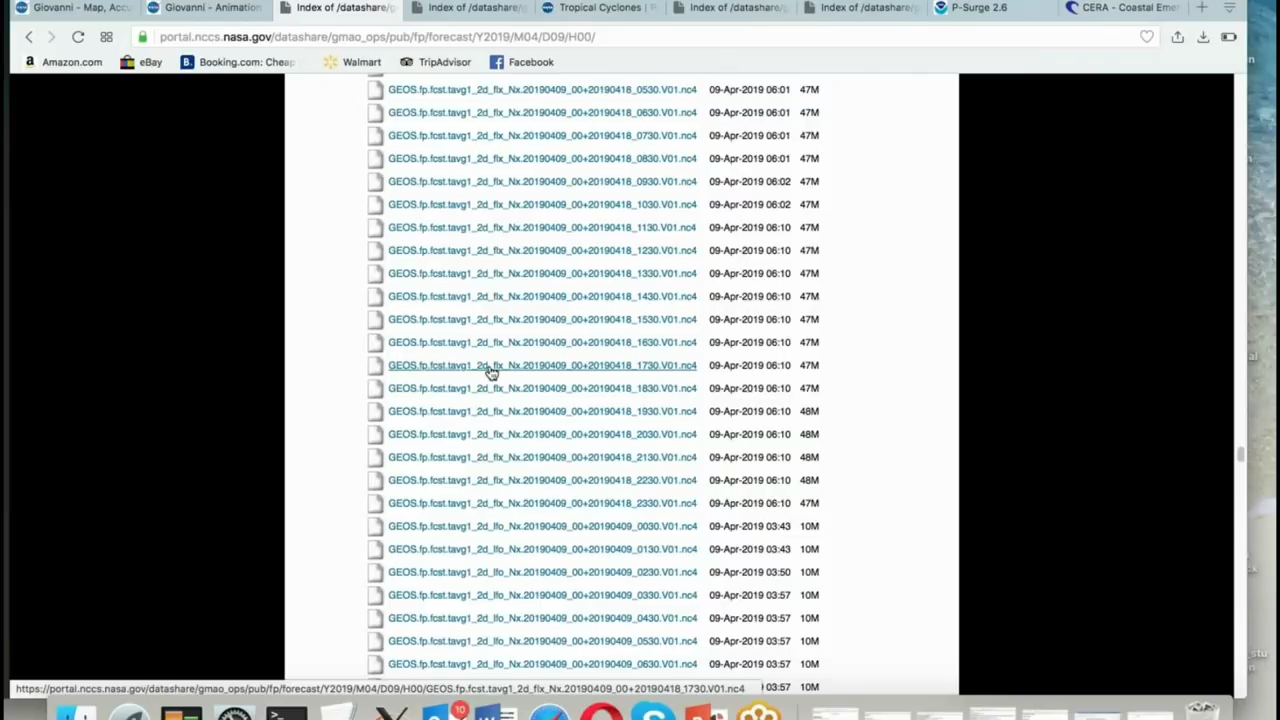 Giovanni - Map, Accu
Giovanni - Animation
Index of /datashare/g
Index of /datashare/g
Tropical Cyclones | P
Index of /datashare/g
Index of /datashare/g
P-Surge 2.6
CERA - Coastal Emer
portal.nccs.nasa.gov/datashare/gmao_ops/pub/fp/forecast/Y2019/M04/D09/H00/
Amazon.com eBay Booking.com: Cheap Walmart TripAdvisor Facebook
GEOS.fp.fcst.tavg1_2d_flx_Nx.20190409_00+20190418_0530.V01.nc4 09-Apr-2019 06:01 47M
GEOS.fp.fcst.tavg1_2d_flx_Nx.20190409_00+20190418_0630.V01.nc4 09-Apr-2019 06:01 47M
GEOS.fp.fcst.tavg1_2d_flx_Nx.20190409_00+20190418_0730.V01.nc4 09-Apr-2019 06:01 47M
GEOS.fp.fcst.tavg1_2d_flx_Nx.20190409_00+20190418_0830.V01.nc4 09-Apr-2019 06:01 47M
GEOS.fp.fcst.tavg1_2d_flx_Nx.20190409_00+20190418_0930.V01.nc4 09-Apr-2019 06:02 47M
GEOS.fp.fcst.tavg1_2d_flx_Nx.20190409_00+20190418_1030.V01.nc4 09-Apr-2019 06:02 47M
GEOS.fp.fcst.tavg1_2d_flx_Nx.20190409_00+20190418_1130.V01.nc4 09-Apr-2019 06:10 47M
GEOS.fp.fcst.tavg1_2d_flx_Nx.20190409_00+20190418_1230.V01.nc4 09-Apr-2019 06:10 47M
GEOS.fp.fcst.tavg1_2d_flx_Nx.20190409_00+20190418_1330.V01.nc4 09-Apr-2019 06:10 47M
GEOS.fp.fcst.tavg1_2d_flx_Nx.20190409_00+20190418_1430.V01.nc4 09-Apr-2019 06:10 47M
GEOS.fp.fcst.tavg1_2d_flx_Nx.20190409_00+20190418_1530.V01.nc4 09-Apr-2019 06:10 47M
GEOS.fp.fcst.tavg1_2d_flx_Nx.20190409_00+20190418_1630.V01.nc4 09-Apr-2019 06:10 47M
GEOS.fp.fcst.tavg1_2d_flx_Nx.20190409_00+20190418_1730.V01.nc4 09-Apr-2019 06:10 47M
GEOS.fp.fcst.tavg1_2d_flx_Nx.20190409_00+20190418_1830.V01.nc4 09-Apr-2019 06:10 47M
GEOS.fp.fcst.tavg1_2d_flx_Nx.20190409_00+20190418_1930.V01.nc4 09-Apr-2019 06:10 48M
GEOS.fp.fcst.tavg1_2d_flx_Nx.20190409_00+20190418_2030.V01.nc4 09-Apr-2019 06:10 48M
GEOS.fp.fcst.tavg1_2d_flx_Nx.20190409_00+20190418_2130.V01.nc4 09-Apr-2019 06:10 48M
GEOS.fp.fcst.tavg1_2d_flx_Nx.20190409_00+20190418_2230.V01.nc4 09-Apr-2019 06:10 48M
GEOS.fp.fcst.tavg1_2d_flx_Nx.20190409_00+20190418_2330.V01.nc4 09-Apr-2019 06:10 47M
GEOS.fp.fcst.tavg1_2d_lfo_Nx.20190409_00+20190409_0030.V01.nc4 09-Apr-2019 03:43 10M
GEOS.fp.fcst.tavg1_2d_lfo_Nx.20190409_00+20190409_0130.V01.nc4 09-Apr-2019 03:43 10M
GEOS.fp.fcst.tavg1_2d_lfo_Nx.20190409_00+20190409_0230.V01.nc4 09-Apr-2019 03:50 10M
GEOS.fp.fcst.tavg1_2d_lfo_Nx.20190409_00+20190409_0330.V01.nc4 09-Apr-2019 03:57 10M
GEOS.fp.fcst.tavg1_2d_lfo_Nx.20190409_00+20190409_0430.V01.nc4 09-Apr-2019 03:57 10M
GEOS.fp.fcst.tavg1_2d_lfo_Nx.20190409_00+20190409_0530.V01.nc4 09-Apr-2019 03:57 10M
GEOS.fp.fcst.tavg1_2d_lfo_Nx.20190409_00+20190409_0630.V01.nc4 09-Apr-2019 03:57 10M
https://portal.nccs.nasa.gov/datashare/gmao_ops/pub/fp/forecast/Y2019/M04/D09/H00/GEOS.fp.fcst.tavg1_2d_flx_Nx.20190409_00+20190418_1730.V01.nc4 03:57 10M
10